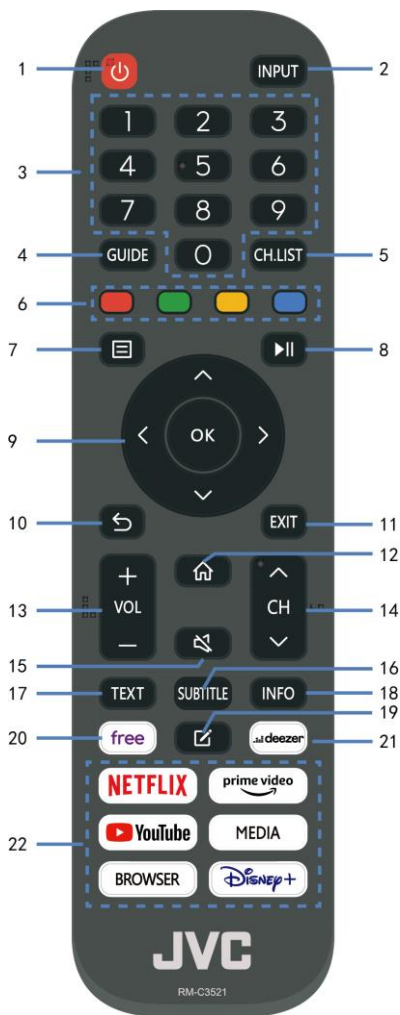 1 INPUT 2
1 2 3
3 4 5 6
7 8 9
4 GUIDE 0 CH.LIST 5
6
7 8
9 OK
10 EXIT 11
12
+
13 VOL CH 14
—
15 16
17 TEXT SUBTITLE INFO 18
19
20 free deezer 21
NETFLIX prime video
22 YouTube MEDIA
BROWSER Disney+
JVC
RM-C3521